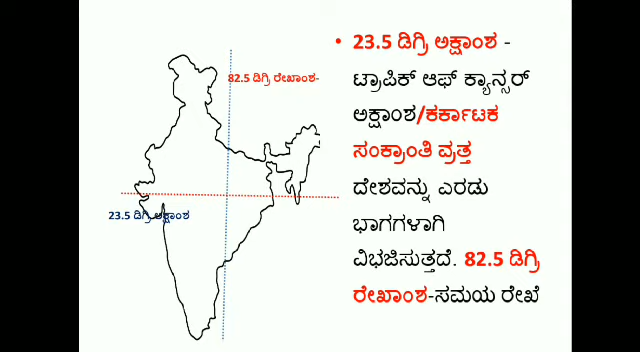 82.5 ಡಿಗ್ರಿ ರೇಖಾಂಶ-
23.5 ಡಿಗ್ರಿ ಅಕ್ಷಾಂಶ
• 23.5 ಡಿಗ್ರಿ ಅಕ್ಷಾಂಶ -
ಟ್ರಾಪಿಕ್ ಆಫ್ ಕ್ಯಾನ್ಸರ್
ಅಕ್ಷಾಂಶ/ಕರ್ಕಾಟಕ
ಸಂಕ್ರಾಂತಿ ವ್ರತ್ತ
ದೇಶವನ್ನು ಎರಡು
ಭಾಗಗಳಾಗಿ
ವಿಭಜಿಸುತ್ತದೆ. 82.5 ಡಿಗ್ರಿ
ರೇಖಾಂಶ-ಸಮಯ ರೇಖೆ